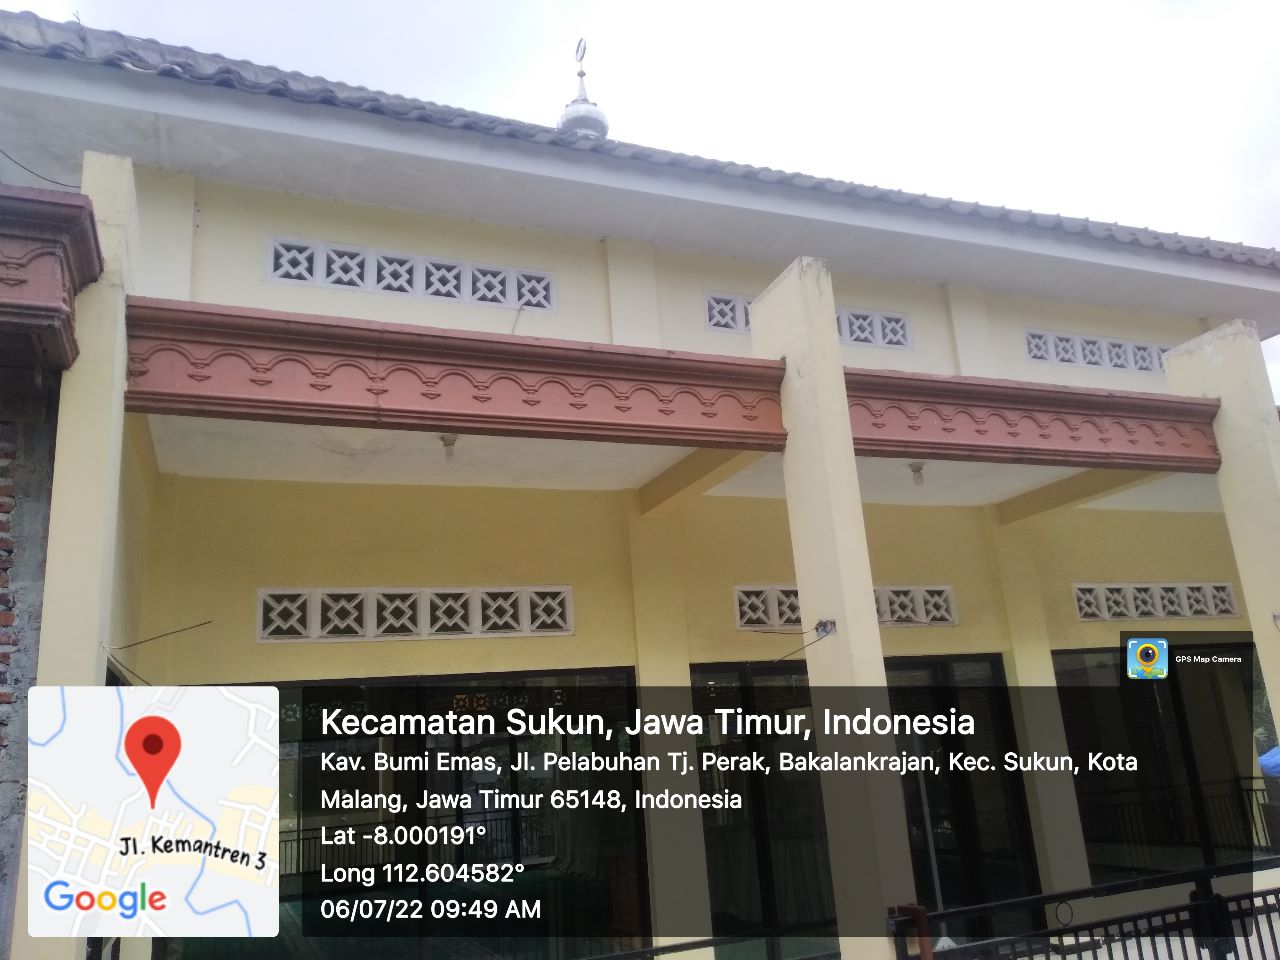 GPS Map Camera
Kecamatan Sukun, Jawa Timur, Indonesia
Kav. Bumi Emas, Jl. Pelabuhan Tj. Perak, Bakalankrajan, Kec. Sukun, Kota
Malang, Jawa Timur 65148, Indonesia
Lat -8.000191°
Long 112.604582°
06/07/22 09:49 AM
Jl. Kemantren 3
Google